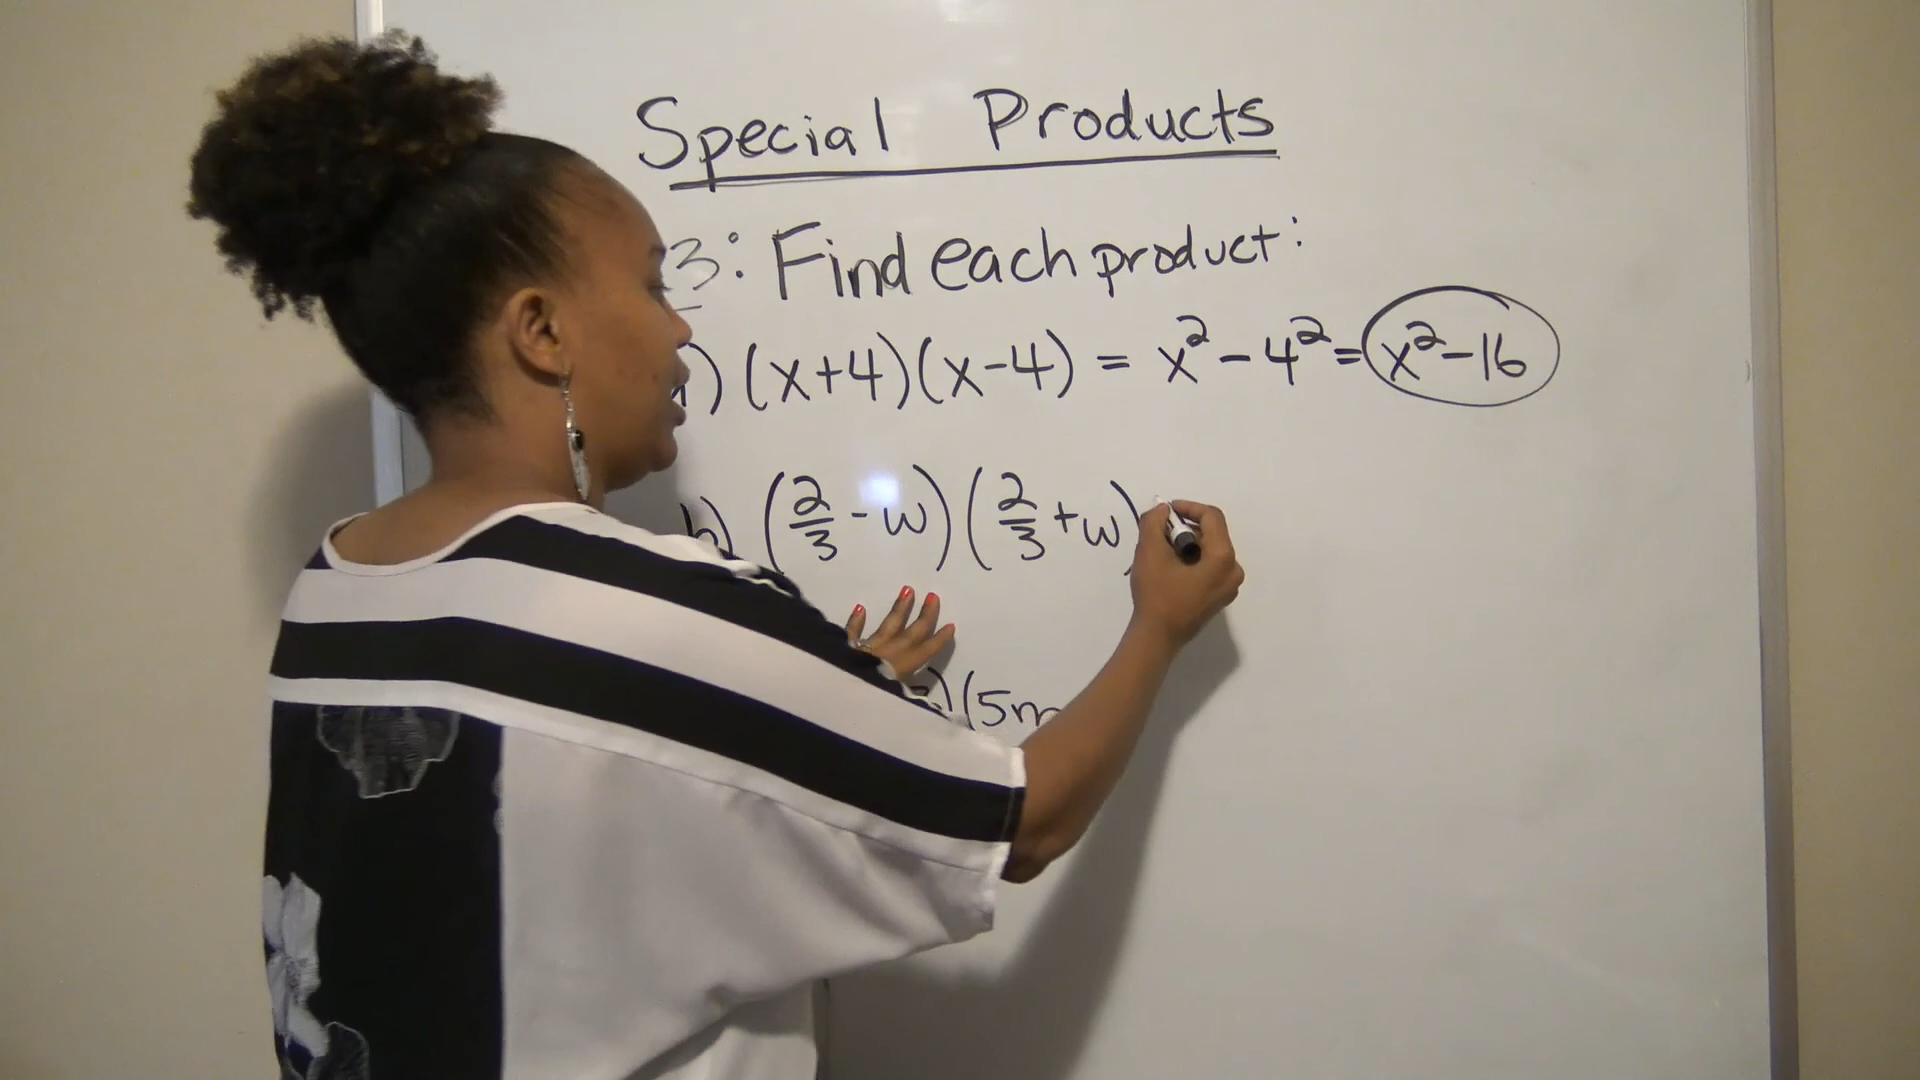 Special Products
3: Find each product:
) (x+4)(x-4) = x² - 4² = x² - 16
b) (2/3 - w)(2/3 + w)
) (5m